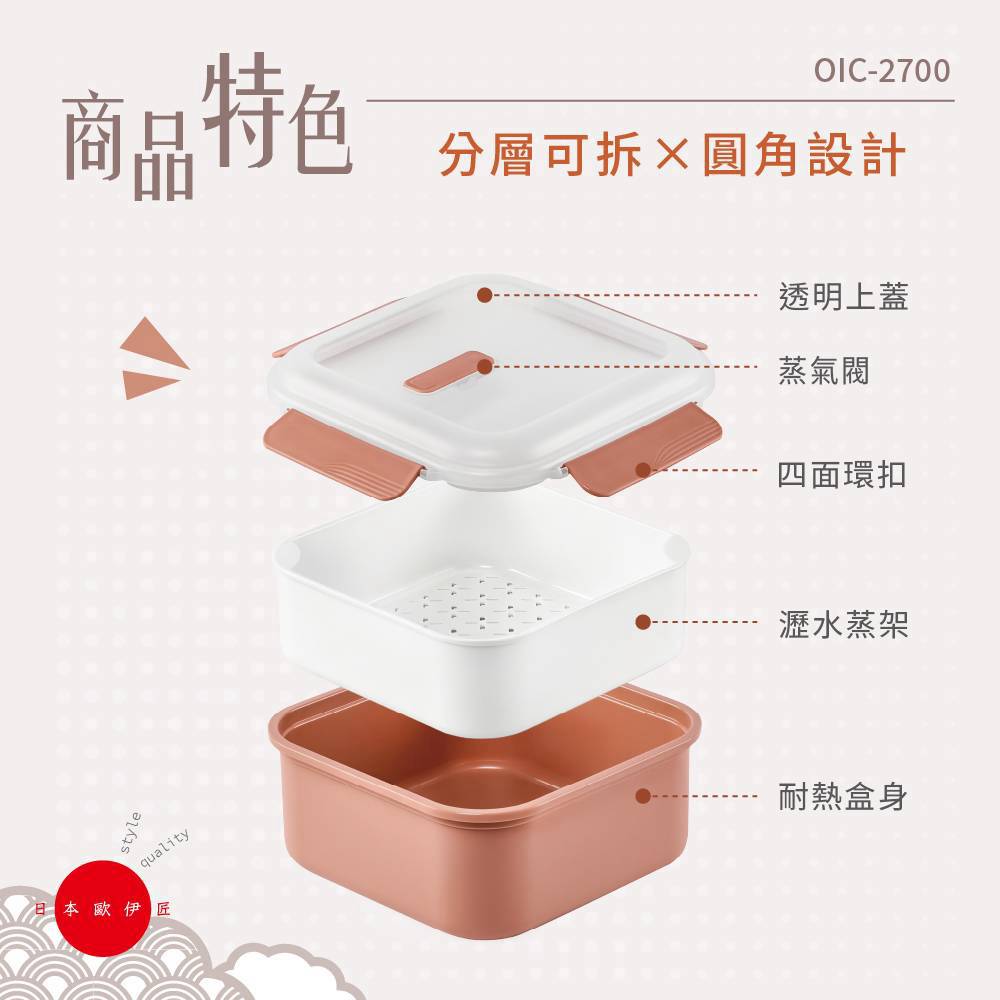 商品特色
OIC-2700
分層可拆×圓角設計
透明上蓋
蒸氣閥
四面環扣
瀝水蒸架
耐熱盒身
style
quality
日本歐伊匠